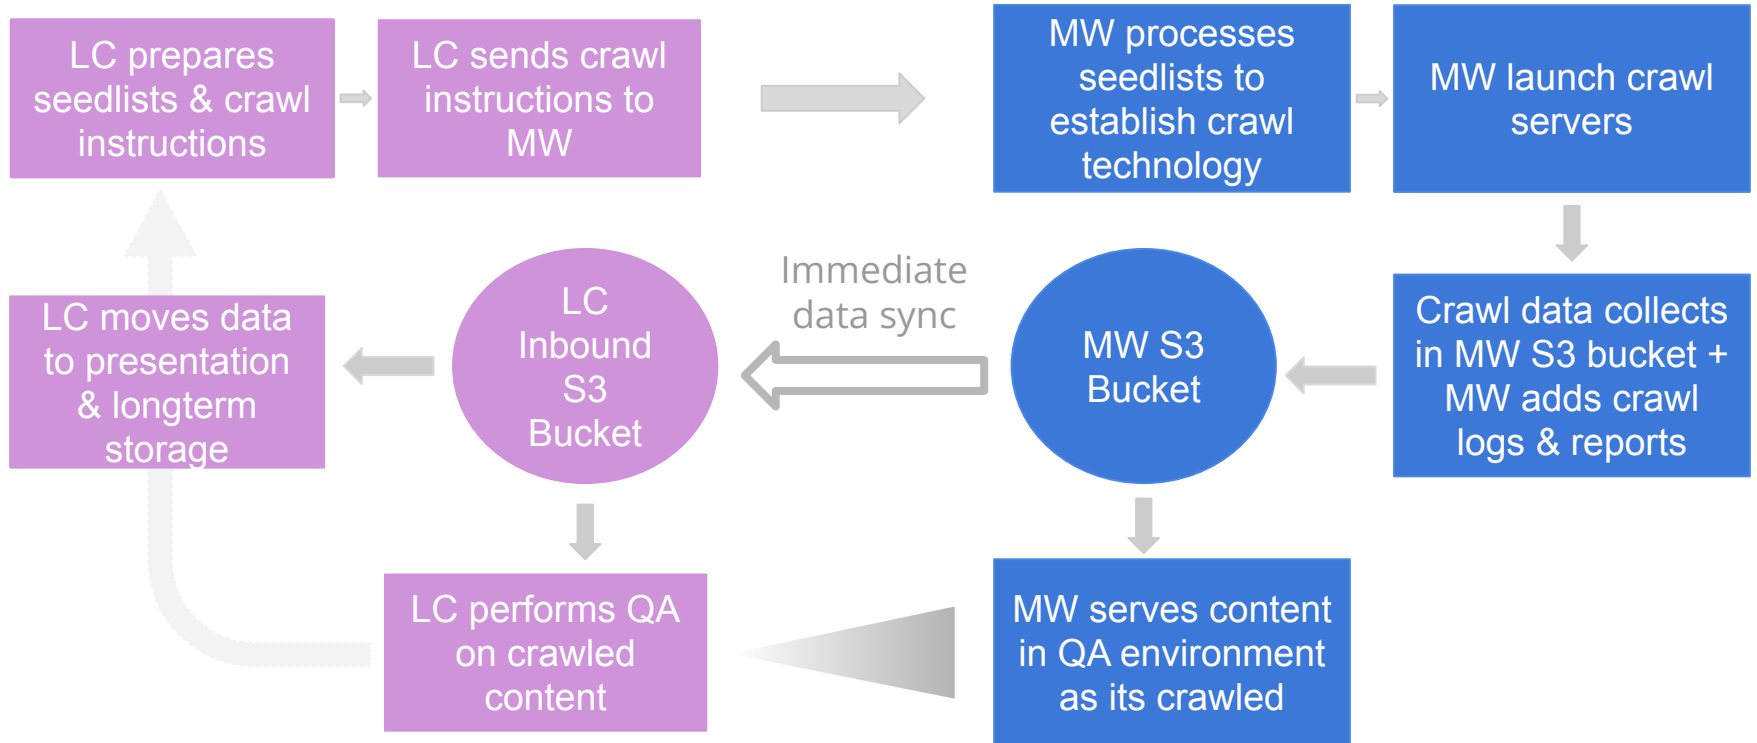 LC prepares
seedlists & crawl
instructions
LC sends crawl
instructions to
MW
MW processes
seedlists to
establish crawl
technology
MW launch crawl
servers
LC moves data
to presentation
& longterm
storage
LC
Inbound
S3
Bucket
Immediate
data sync
MW S3
Bucket
Crawl data collects
in MW S3 bucket +
MW adds crawl
logs & reports
LC performs QA
on crawled
content
MW serves content
in QA environment
as its crawled